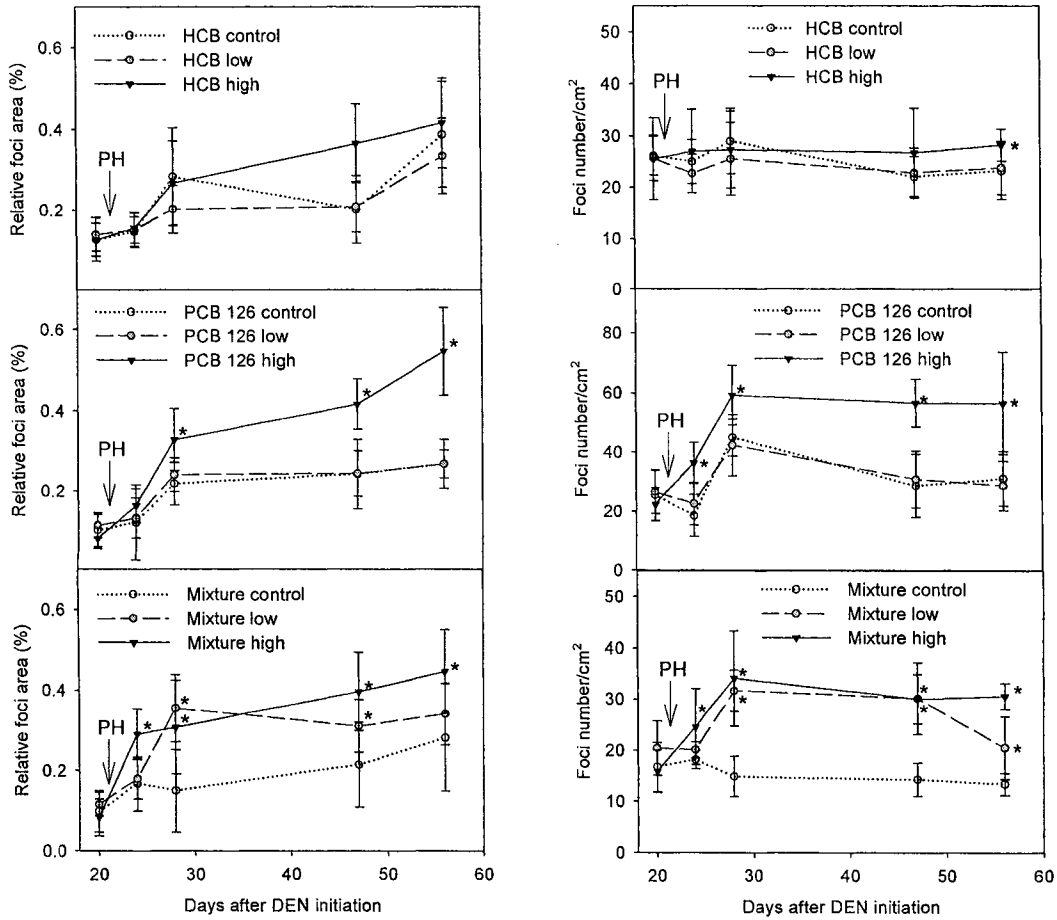 Relative foci area (%)
0.6
0.4
0.2
HCB control
HCB low
HCB high
PH
Foci number/cm²
50
40
30
20
10
0
HCB control
HCB low
HCB high
PH
*
Relative foci area (%)
0.6
0.4
0.2
PCB 126 control
PCB 126 low
PCB 126 high
PH
*
*
*
Foci number/cm²
80
60
40
20
0
PCB 126 control
PCB 126 low
PCB 126 high
PH
*
*
*
*
Relative foci area (%)
0.6
0.4
0.2
0.0
Mixture control
Mixture low
Mixture high
PH
*
*
*
*
*
*
20 30 40 50 60
Days after DEN initiation
Foci number/cm²
50
40
30
20
10
0
Mixture control
Mixture low
Mixture high
PH
*
*
*
*
*
*
*
20 30 40 50 60
Days after DEN initiation